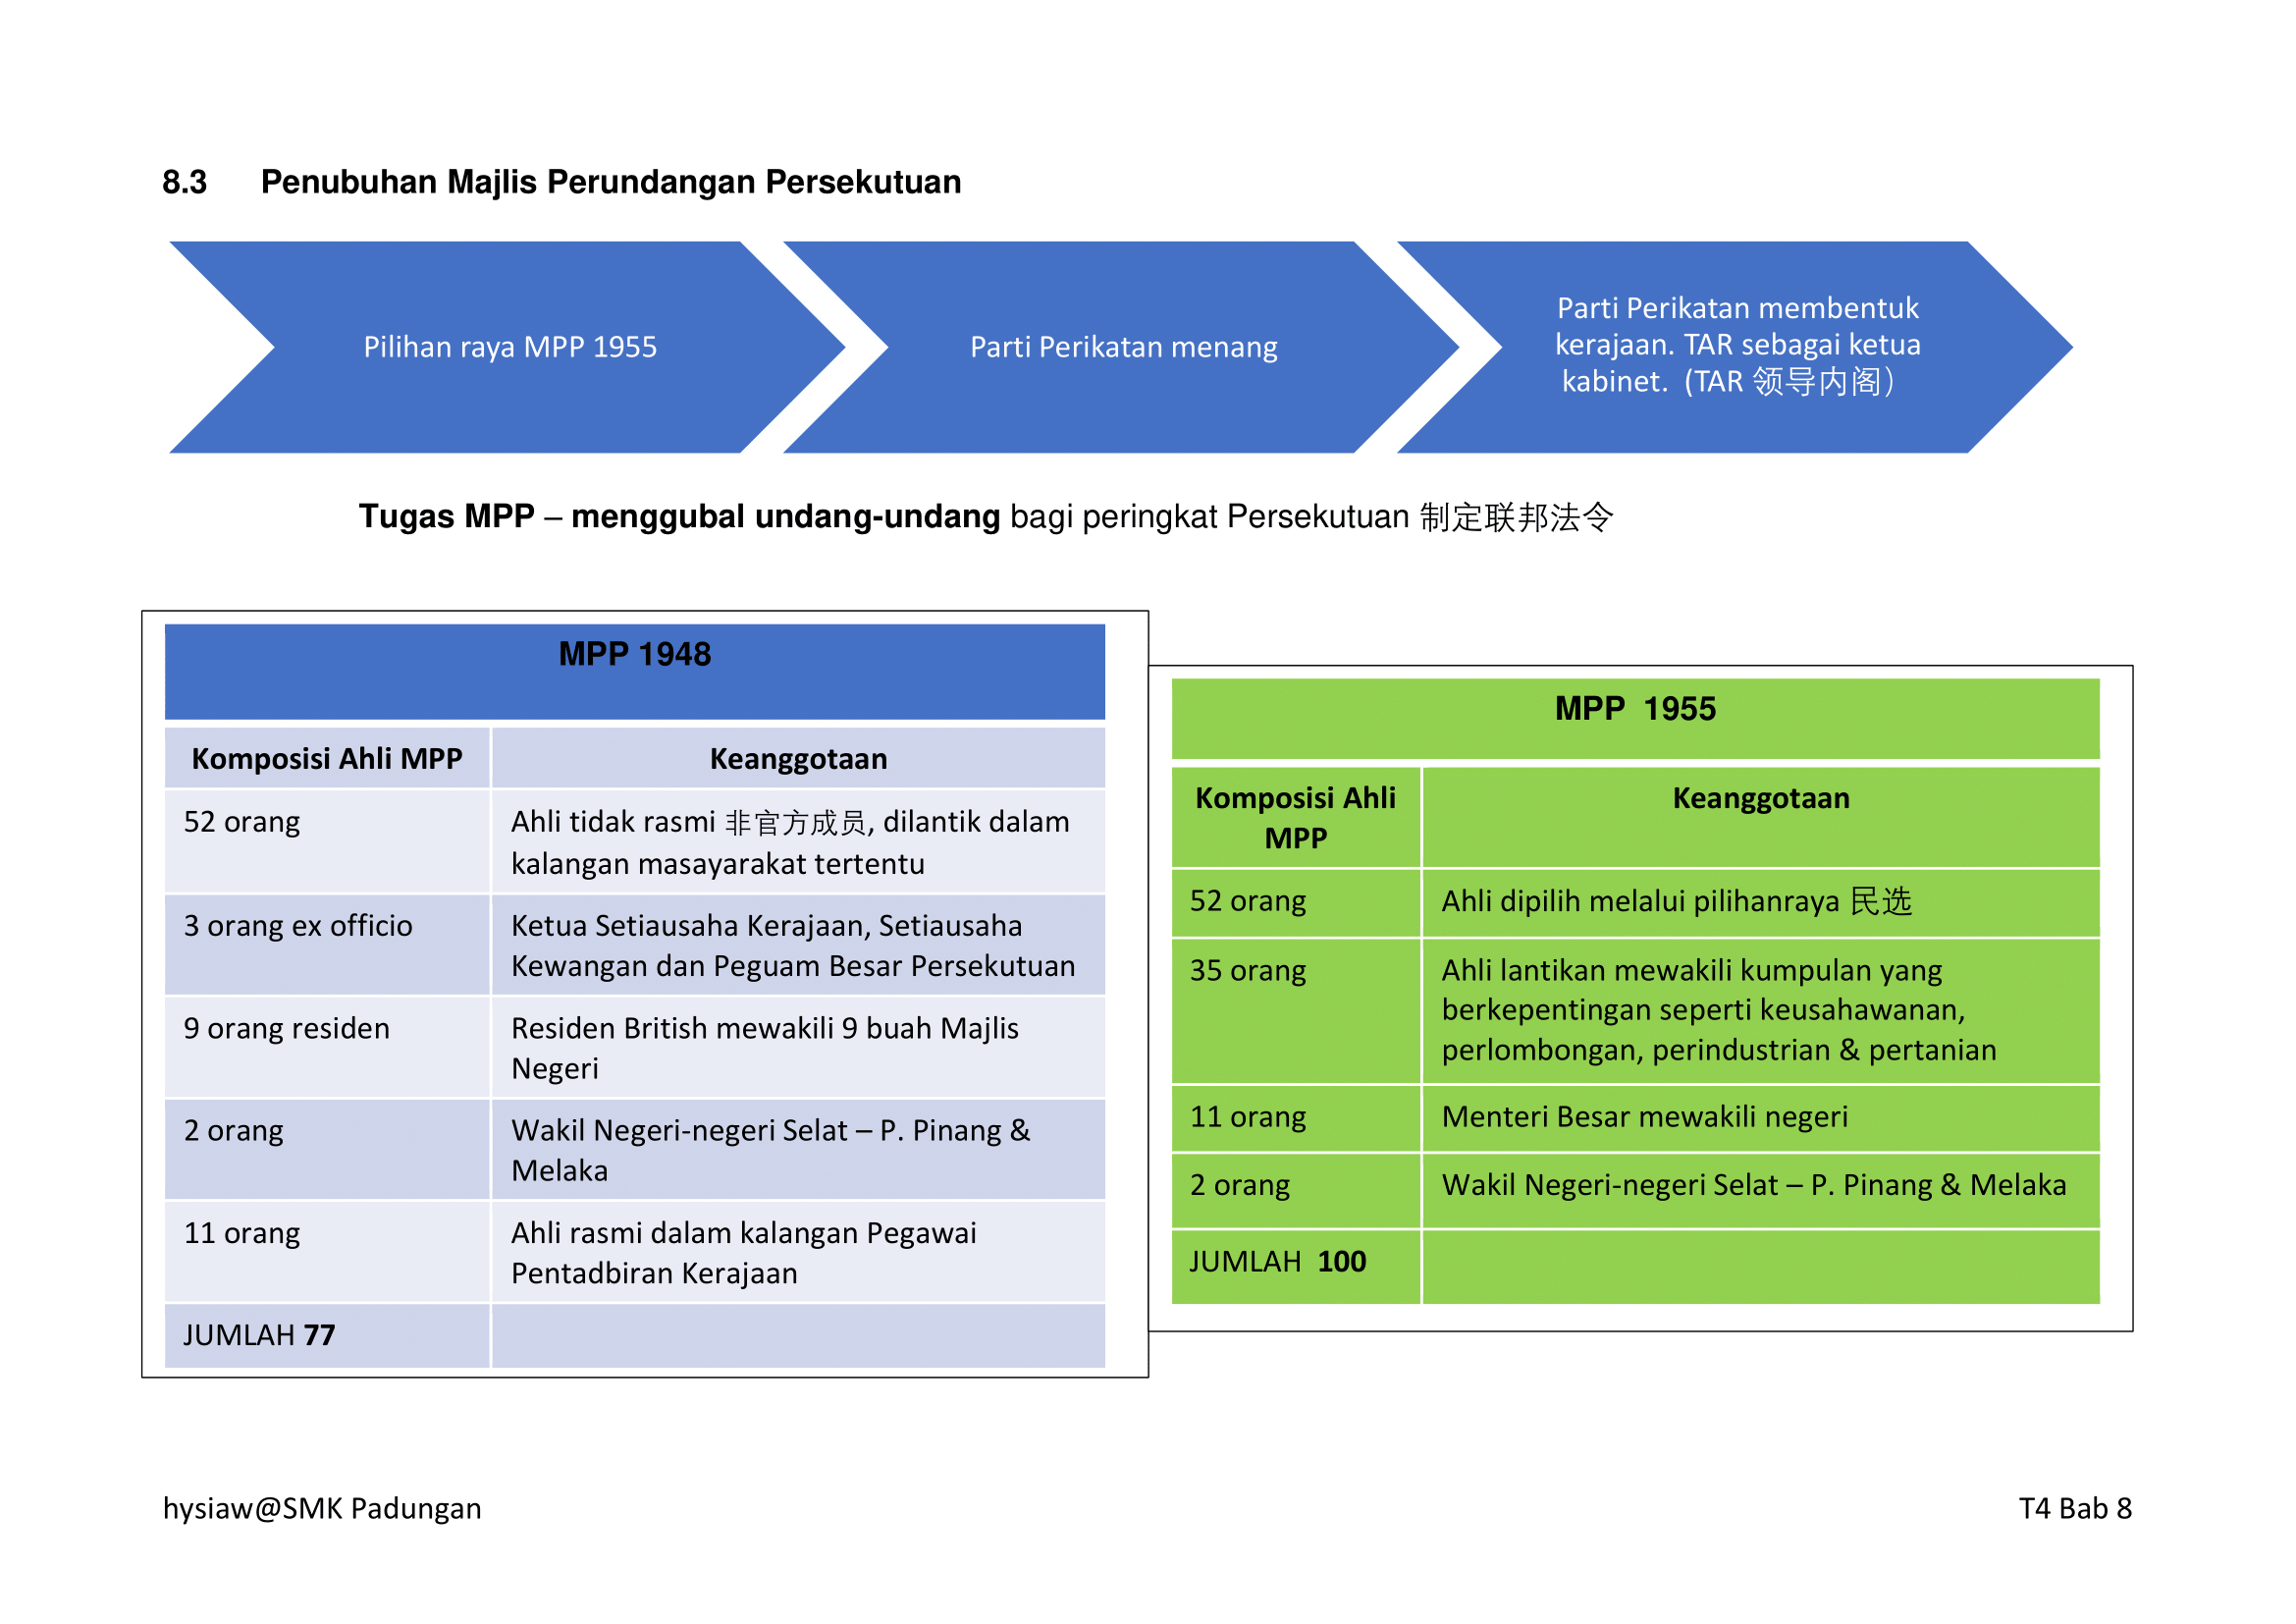 8.3 Penubuhan Majlis Perundangan Persekutuan
Pilihan raya MPP 1955
Parti Perikatan menang
Parti Perikatan membentuk
kerajaan. TAR sebagai ketua
kabinet. (TAR 领导内阁）
Tugas MPP – menggubal undang-undang bagi peringkat Persekutuan 制定联邦法令
MPP 1948
Komposisi Ahli MPP Keanggotaan
52 orang Ahli tidak rasmi 非官方成员, dilantik dalam
kalangan masayarakat tertentu
3 orang ex officio Ketua Setiausaha Kerajaan, Setiausaha
Kewangan dan Peguam Besar Persekutuan
9 orang residen Residen British mewakili 9 buah Majlis
Negeri
2 orang Wakil Negeri-negeri Selat – P. Pinang &
Melaka
11 orang Ahli rasmi dalam kalangan Pegawai
Pentadbiran Kerajaan
JUMLAH 77
MPP 1955
Komposisi Ahli Keanggotaan
MPP
52 orang Ahli dipilih melalui pilihanraya 民选
35 orang Ahli lantikan mewakili kumpulan yang
berkepentingan seperti keusahawanan,
perlombongan, perindustrian & pertanian
11 orang Menteri Besar mewakili negeri
2 orang Wakil Negeri-negeri Selat – P. Pinang & Melaka
JUMLAH 100
hysiaw@SMK Padungan T4 Bab 8